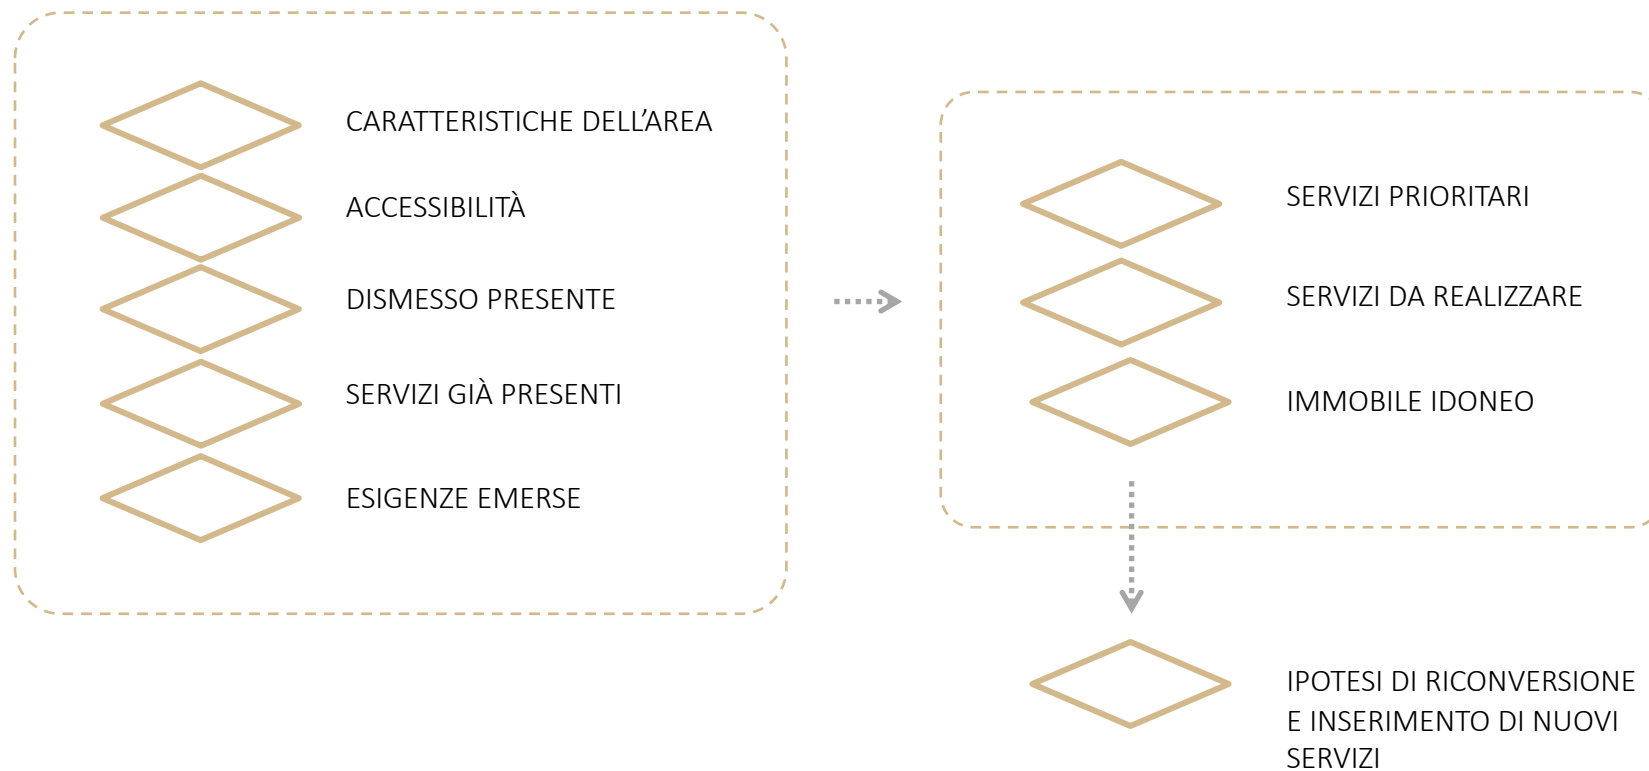 CARATTERISTICHE DELL'AREA
ACCESSIBILITÀ
DISMESSO PRESENTE
SERVIZI GIÀ PRESENTI
ESIGENZE EMERSE
SERVIZI PRIORITARI
SERVIZI DA REALIZZARE
IMMOBILE IDONEO
IPOTESI DI RICONVERSIONE
E INSERIMENTO DI NUOVI
SERVIZI